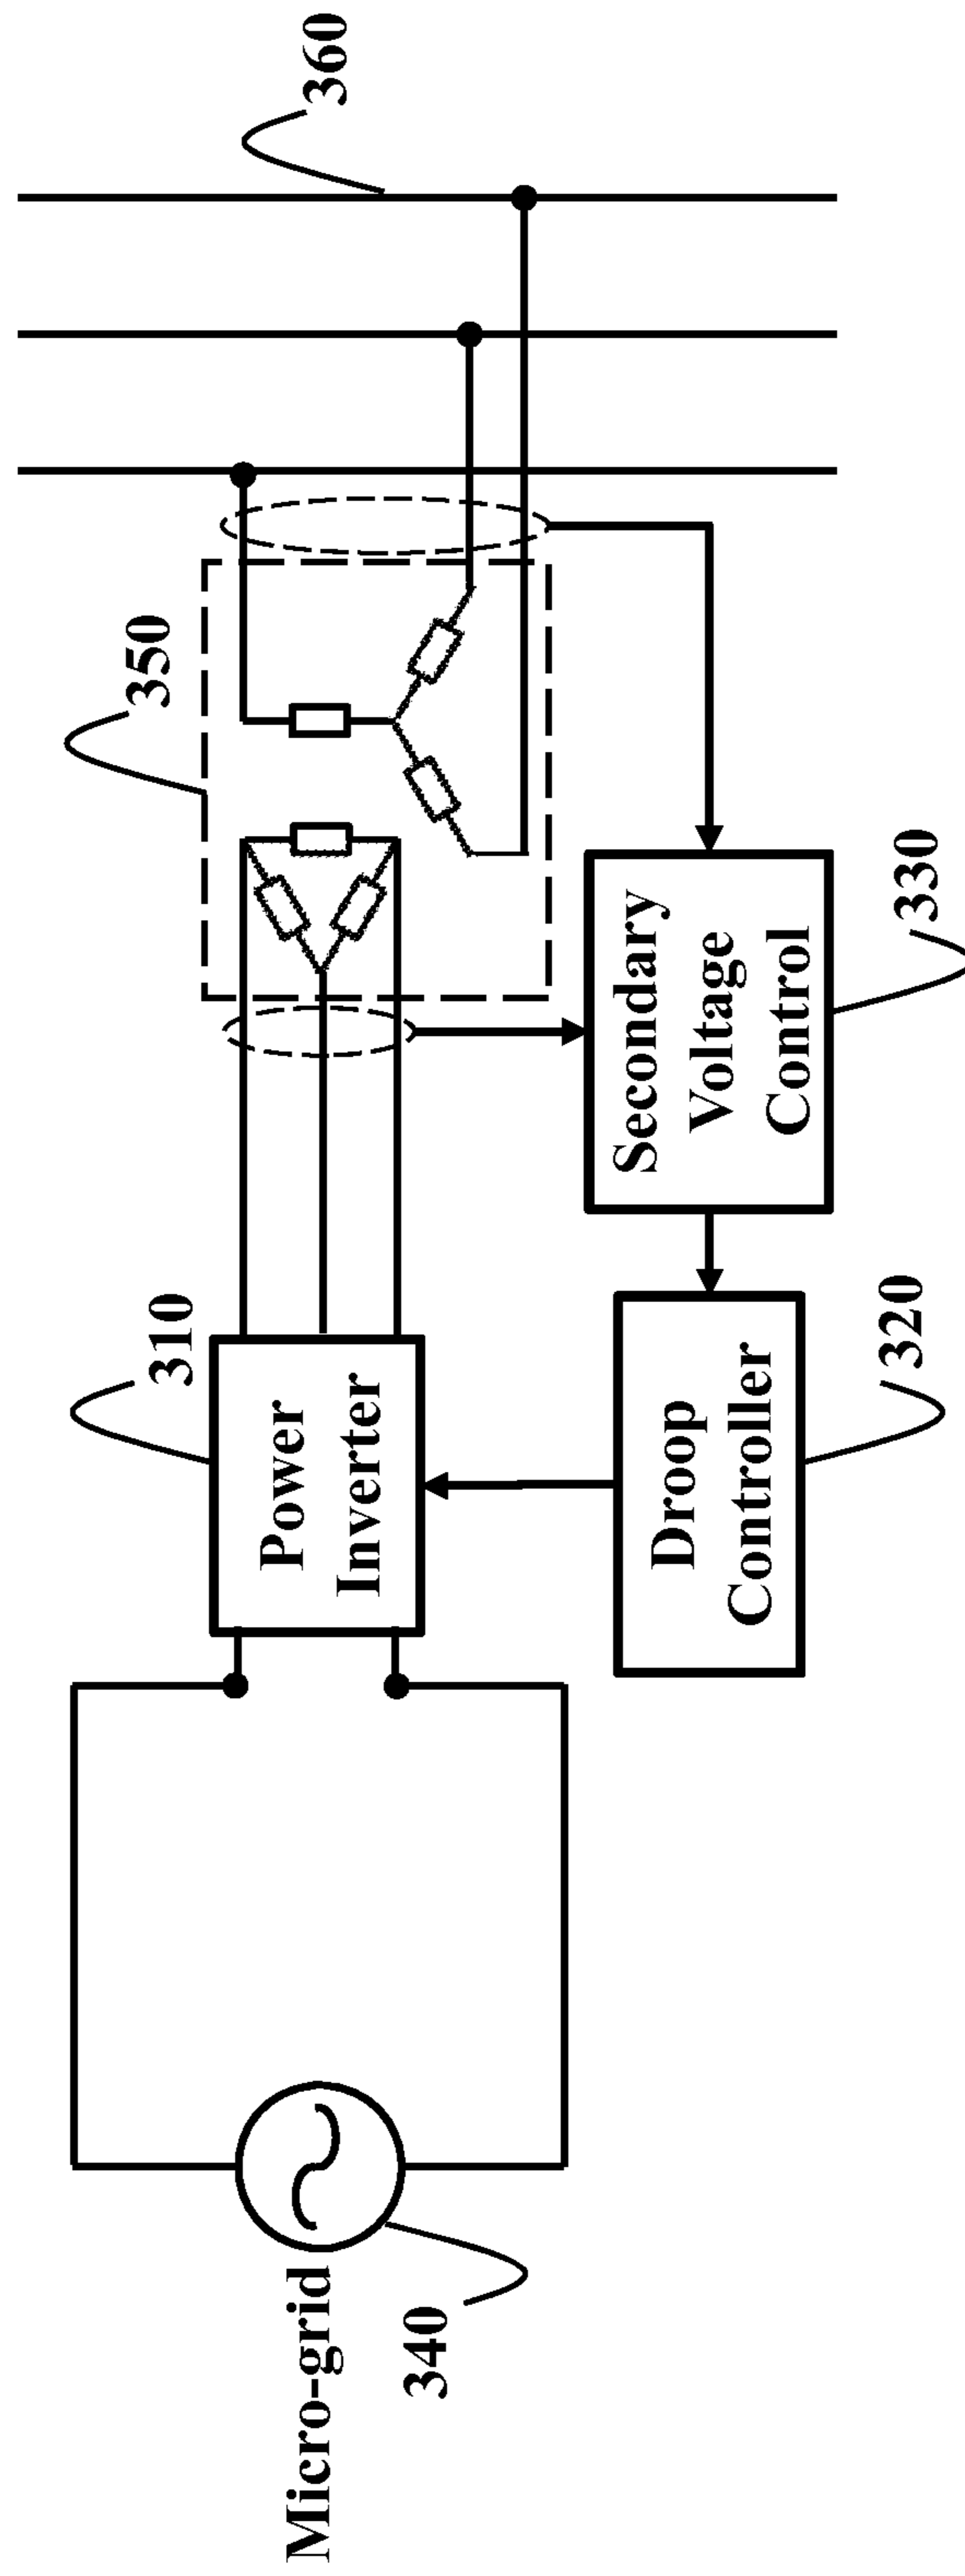 Micro-grid
340
Power
Inverter
310
350
360
Droop
Controller
320
Secondary
Voltage
Control
330